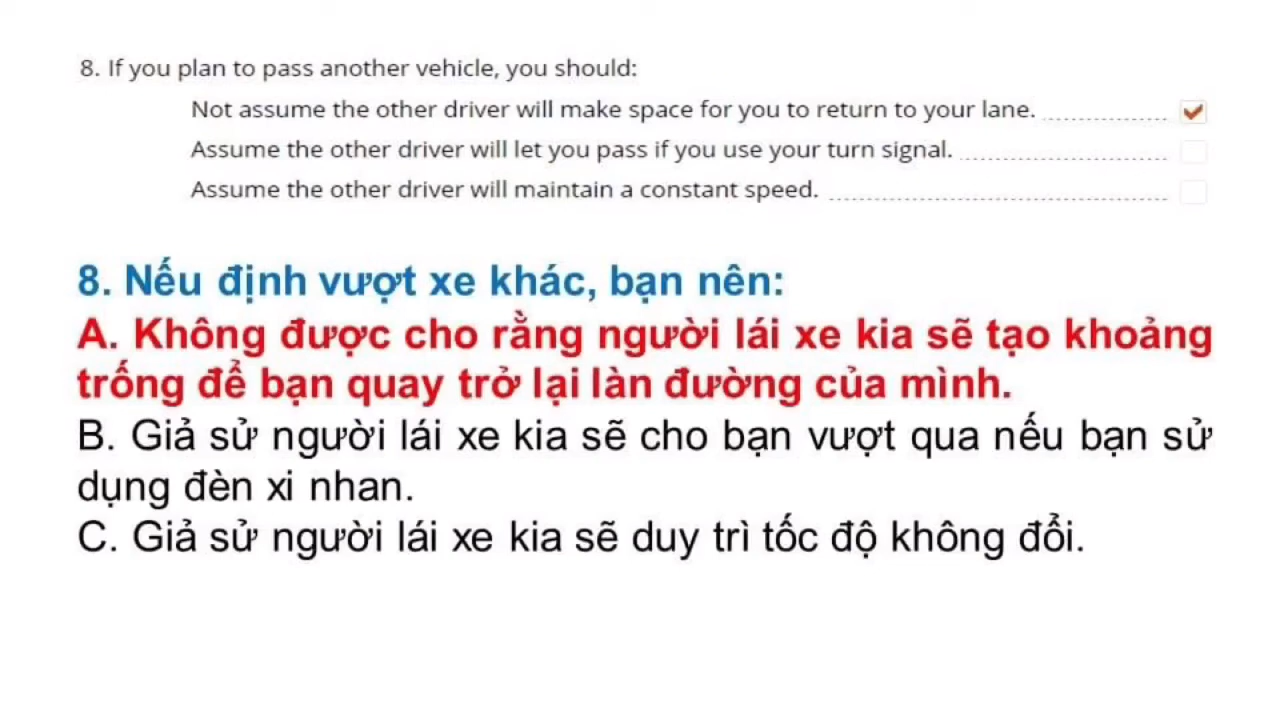 8. If you plan to pass another vehicle, you should:
Not assume the other driver will make space for you to return to your lane.
Assume the other driver will let you pass if you use your turn signal.
Assume the other driver will maintain a constant speed.
8. Nếu định vượt xe khác, bạn nên:
A. Không được cho rằng người lái xe kia sẽ tạo khoảng
trống để bạn quay trở lại làn đường của mình.
B. Giả sử người lái xe kia sẽ cho bạn vượt qua nếu bạn sử
dụng đèn xi nhan.
C. Giả sử người lái xe kia sẽ duy trì tốc độ không đổi.